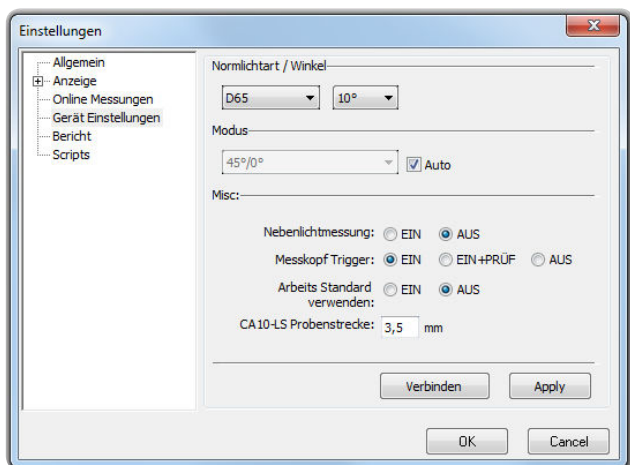 Einstellungen
Allgemein
Anzeige
Online Messungen
Gerät Einstellungen
Bericht
Scripts
Normlichtart / Winkel
D65 10°
Modus
45°/0° Auto
Misc:
Nebenlichtmessung: EIN AUS
Messkopf Trigger: EIN EIN+PRÜF AUS
Arbeits Standard
verwenden: EIN AUS
CA10-LS Probenstrecke: 3,5 mm
Verbinden Apply
OK Cancel